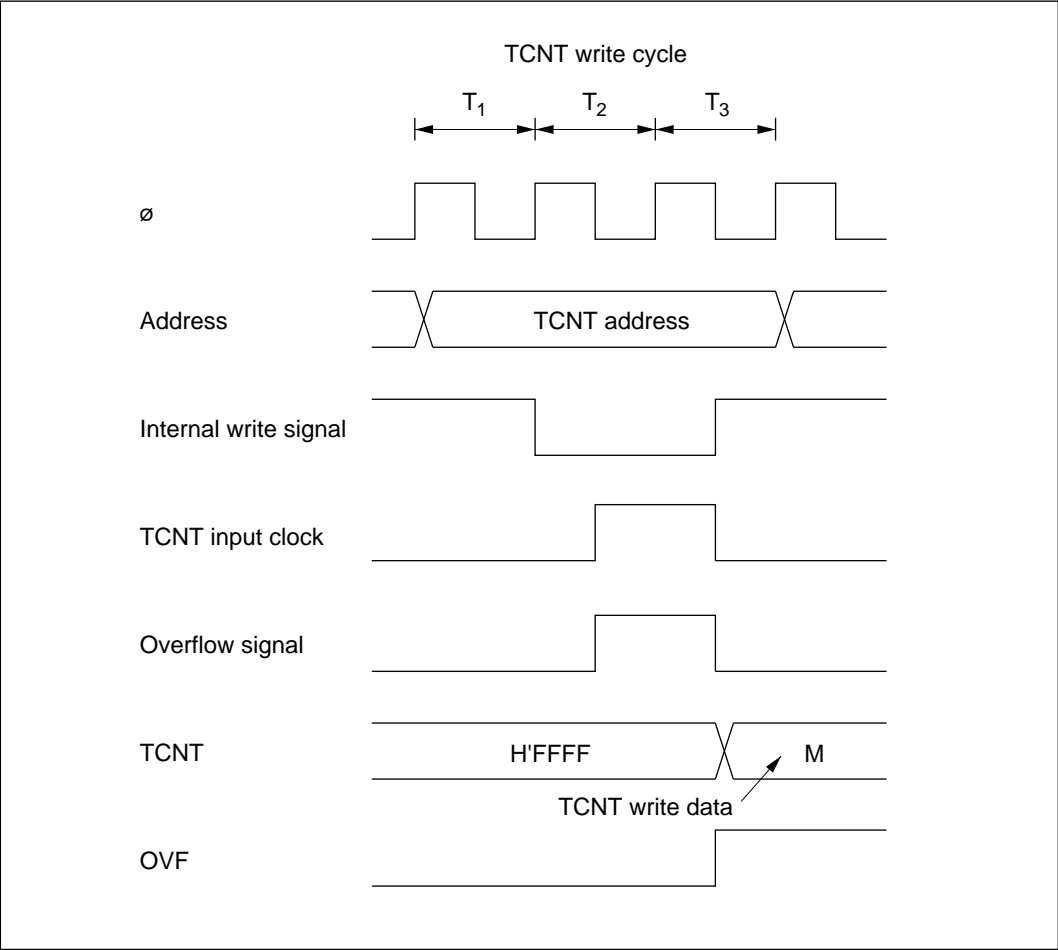 TCNT write cycle
T1 T2 T3
ø
Address TCNT address
Internal write signal
TCNT input clock
Overflow signal
TCNT H'FFFF M
TCNT write data
OVF